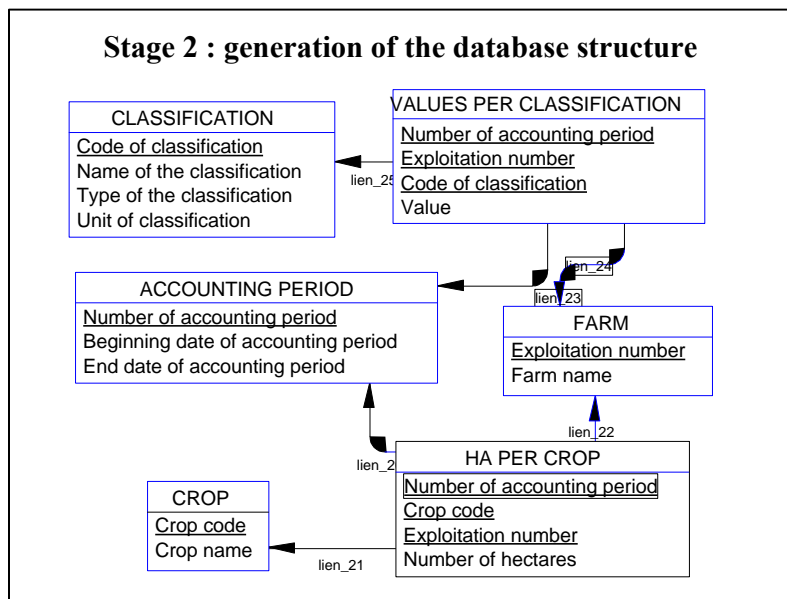 Stage 2 : generation of the database structure
CLASSIFICATION
Code of classification
Name of the classification
Type of the classification
Unit of classification
VALUES PER CLASSIFICATION
Number of accounting period
Exploitation number
Code of classification
Value
lien_25
lien_24
lien_23
ACCOUNTING PERIOD
Number of accounting period
Beginning date of accounting period
End date of accounting period
FARM
Exploitation number
Farm name
lien_22
lien_2
HA PER CROP
Number of accounting period
Crop code
Exploitation number
Number of hectares
CROP
Crop code
Crop name
lien_21